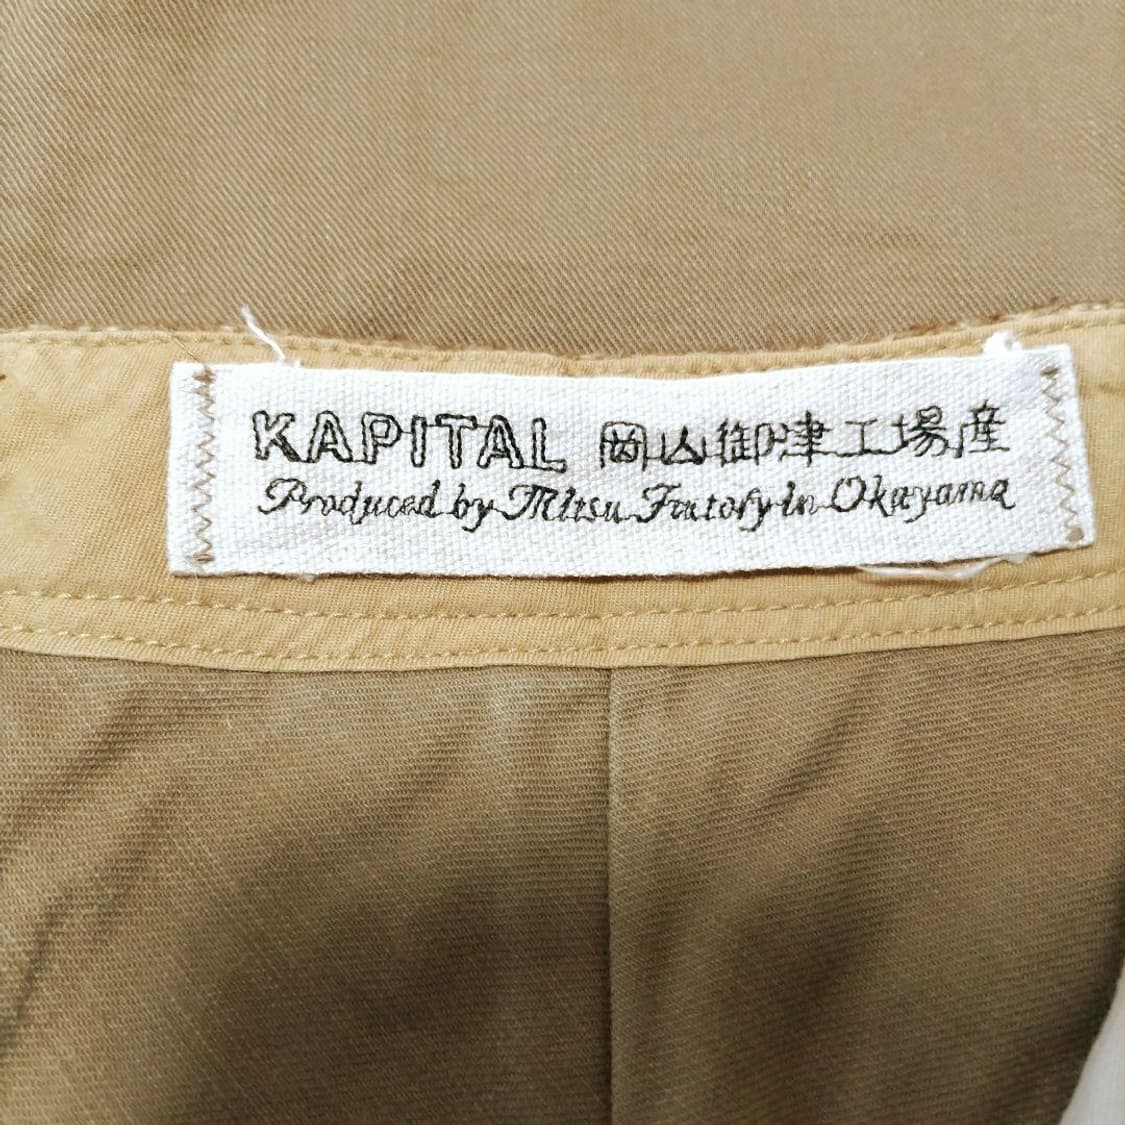 KAPITAL 岡山御津工場産
Produced by Mitsu Factory in Okayama